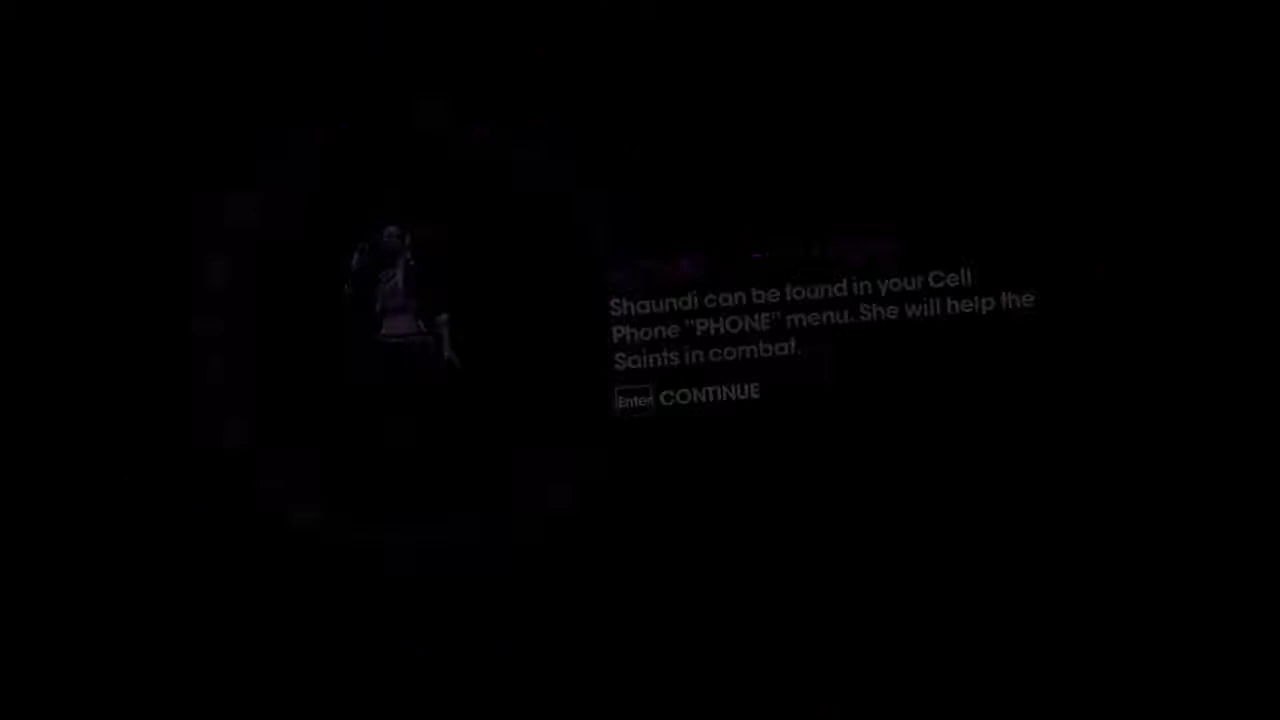 Shaundi can be found in your Cell
Phone "PHONE" menu. She will help the
Saints in combat.
Enter CONTINUE